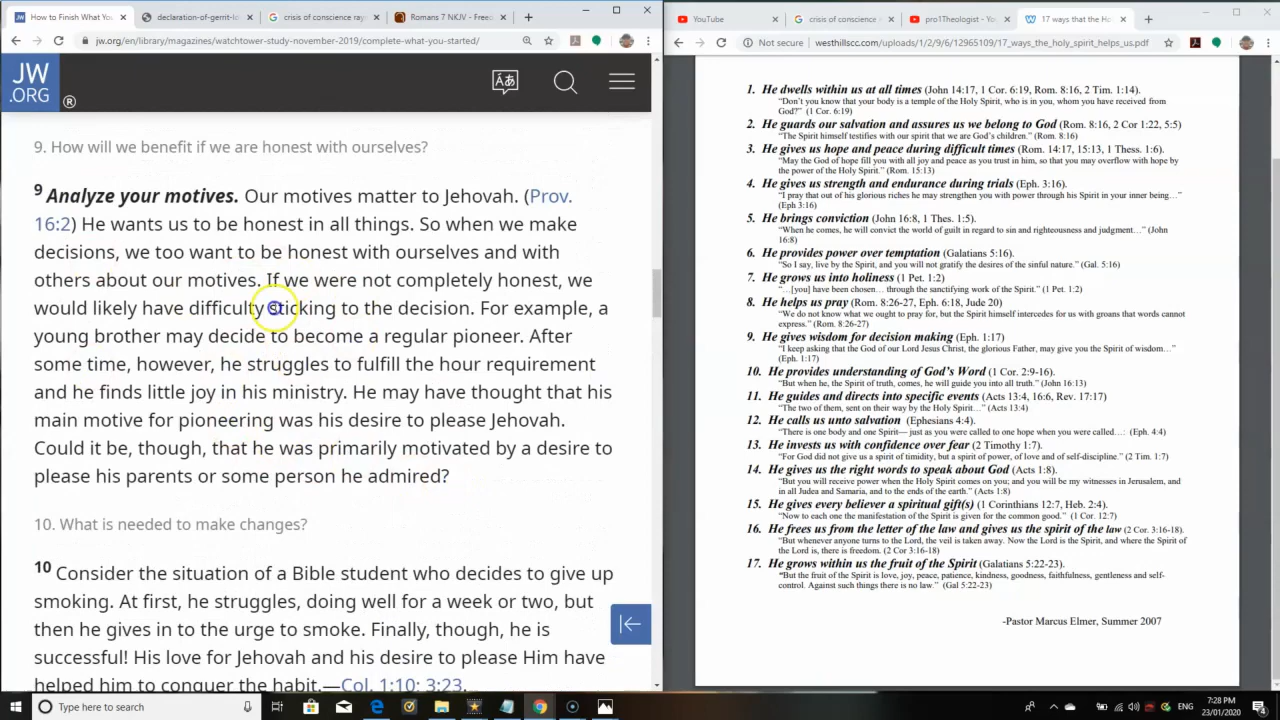 How to Finish What You
declaration-of-gerrit-lo
crisis of conscience ray
Romans 7 NKJV - Free
jw.org/en/library/magazines/watchtower-study-november-2019/complete-what-you-started/
JW
.ORG
®
9. How will we benefit if we are honest with ourselves?
9 Analyze your motives. Our motives matter to Jehovah. (Prov.
16:2) He wants us to be honest in all things. So when we make
decisions, we too want to be honest with ourselves and with
others about our motives. If we were not completely honest, we
would likely have difficulty sticking to the decision. For example, a
young brother may decide to become a regular pioneer. After
some time, however, he struggles to fulfill the hour requirement
and he finds little joy in his ministry. He may have thought that his
main motive for pioneering was his desire to please Jehovah.
Could it be, though, that he was primarily motivated by a desire to
please his parents or some person he admired?
10. What is needed to make changes?
10 Consider the situation of a Bible student who decides to give up
smoking. At first, he struggles, doing well for a week or two, but
then he gives in to the urge to smoke. Finally, though, he is
successful! His love for Jehovah and his desire to please Him have
helped him to conquer the habit.—Col. 1:10; 3:23.
YouTube
crisis of conscience
pro1Theologist - Yo
17 ways that the Ho
Not secure
westhillscc.com/uploads/1/2/9/6/12965109/17_ways_the_holy_spirit_helps_us.pdf
1. He dwells within us at all times (John 14:17, 1 Cor. 6:19, Rom. 8:16, 2 Tim. 1:14).
“Don’t you know that your body is a temple of the Holy Spirit, who is in you, whom you have received from
God?” (1 Cor. 6:19)
2. He guards our salvation and assures us we belong to God (Rom. 8:16, 2 Cor 1:22, 5:5)
“The Spirit himself testifies with our spirit that we are God’s children.” (Rom. 8:16)
3. He gives us hope and peace during difficult times (Rom. 14:17, 15:13, 1 Thess. 1:6).
“May the God of hope fill you with all joy and peace as you trust in him, so that you may overflow with hope by
the power of the Holy Spirit.” (Rom. 15:13)
4. He gives us strength and endurance during trials (Eph. 3:16).
“I pray that out of his glorious riches he may strengthen you with power through his Spirit in your inner being…”
(Eph 3:16)
5. He brings conviction (John 16:8, 1 Thes. 1:5).
“When he comes, he will convict the world of guilt in regard to sin and righteousness and judgment…” (John
16:8)
6. He provides power over temptation (Galatians 5:16).
“So I say, live by the Spirit, and you will not gratify the desires of the sinful nature.” (Gal. 5:16)
7. He grows us into holiness (1 Pet. 1:2)
“…[you] have been chosen… through the sanctifying work of the Spirit.” (1 Pet. 1:2)
8. He helps us pray (Rom. 8:26-27, Eph. 6:18, Jude 20)
“We do not know what we ought to pray for, but the Spirit himself intercedes for us with groans that words cannot
express.” (Rom. 8:26-27)
9. He gives wisdom for decision making (Eph. 1:17)
“I keep asking that the God of our Lord Jesus Christ, the glorious Father, may give you the Spirit of wisdom…”
(Eph. 1:17)
10. He provides understanding of God’s Word (1 Cor. 2:9-16).
“But when he, the Spirit of truth, comes, he will guide you into all truth.” (John 16:13)
11. He guides and directs into specific events (Acts 13:4, 16:6, Rev. 17:17)
“The two of them, sent on their way by the Holy Spirit…” (Acts 13:4)
12. He calls us unto salvation (Ephesians 4:4).
“There is one body and one Spirit— just as you were called to one hope when you were called…: (Eph. 4:4)
13. He invests us with confidence over fear (2 Timothy 1:7).
“For God did not give us a spirit of timidity, but a spirit of power, of love and of self-discipline.” (2 Tim. 1:7)
14. He gives us the right words to speak about God (Acts 1:8).
“But you will receive power when the Holy Spirit comes on you; and you will be my witnesses in Jerusalem, and
in all Judea and Samaria, and to the ends of the earth.” (Acts 1:8)
15. He gives every believer a spiritual gift(s) (1 Corinthians 12:7, Heb. 2:4).
“Now to each one the manifestation of the Spirit is given for the common good.” (1 Cor. 12:7)
16. He frees us from the letter of the law and gives us the spirit of the law (2 Cor. 3:16-18).
“But whenever anyone turns to the Lord, the veil is taken away. Now the Lord is the Spirit, and where the Spirit of
the Lord is, there is freedom. (2 Cor 3:16-18)
17. He grows within us the fruit of the Spirit (Galatians 5:22-23).
“But the fruit of the Spirit is love, joy, peace, patience, kindness, goodness, faithfulness, gentleness and self-
control. Against such things there is no law.” (Gal 5:22-23)
-Pastor Marcus Elmer, Summer 2007
Type here to search
ENG
7:28 PM
23/01/2020